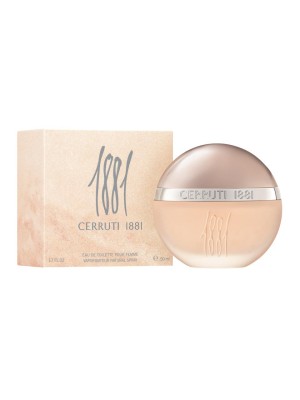 1881
CERRUTI 1881
EAU DE TOILETTE POUR FEMME
VAPORISATEUR NATURAL SPRAY
CERRUTI 1881
1881